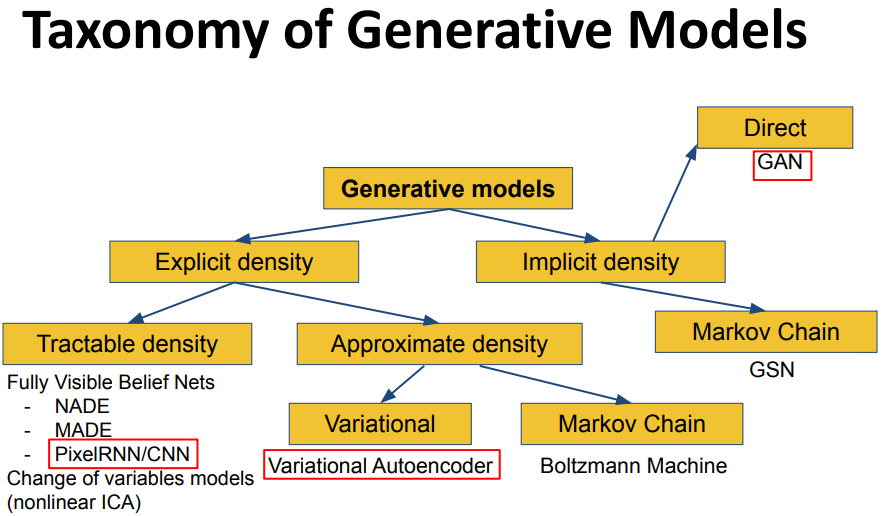 Taxonomy of Generative Models
Direct
GAN
Generative models
Explicit density
Implicit density
Tractable density
Approximate density
Markov Chain
GSN
Fully Visible Belief Nets
- NADE
- MADE
- PixelRNN/CNN
Change of variables models
(nonlinear ICA)
Variational
Variational Autoencoder
Markov Chain
Boltzmann Machine